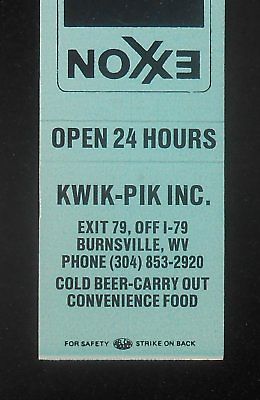 EXXON
OPEN 24 HOURS
KWIK-PIK INC.
EXIT 79, OFF I-79
BURNSVILLE, WV
PHONE (304) 853-2920
COLD BEER-CARRY OUT
CONVENIENCE FOOD
FOR SAFETY STRIKE ON BACK